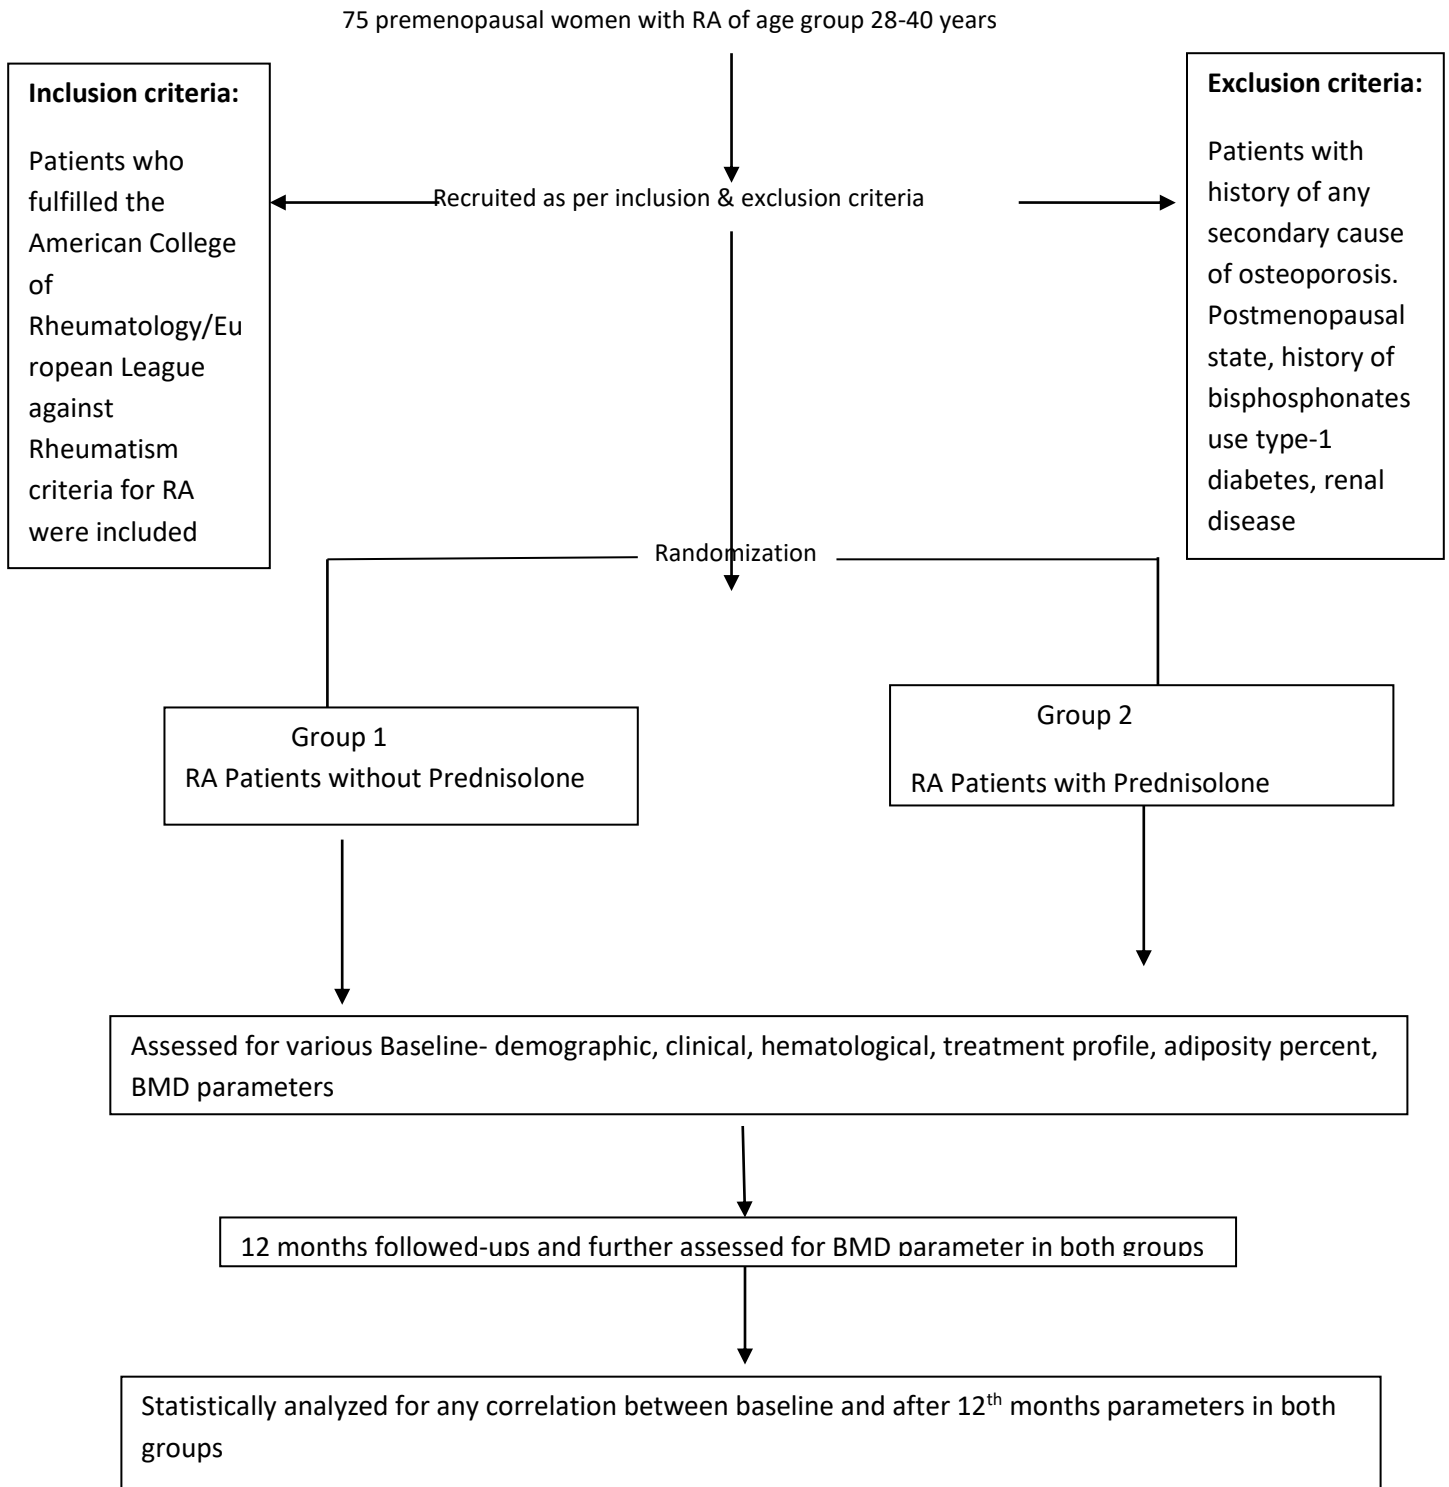 75 premenopausal women with RA of age group 28-40 years
Inclusion criteria:
Patients who
fulfilled the
American College
of
Rheumatology/Eu
ropean League
against
Rheumatism
criteria for RA
were included
Recruited as per inclusion & exclusion criteria
Exclusion criteria:
Patients with
history of any
secondary cause
of osteoporosis.
Postmenopausal
state, history of
bisphosphonates
use type-1
diabetes, renal
disease
Randomization
Group 1
RA Patients without Prednisolone
Group 2
RA Patients with Prednisolone
Assessed for various Baseline- demographic, clinical, hematological, treatment profile, adiposity percent,
BMD parameters
12 months followed-ups and further assessed for BMD parameter in both groups
Statistically analyzed for any correlation between baseline and after 12th months parameters in both
groups